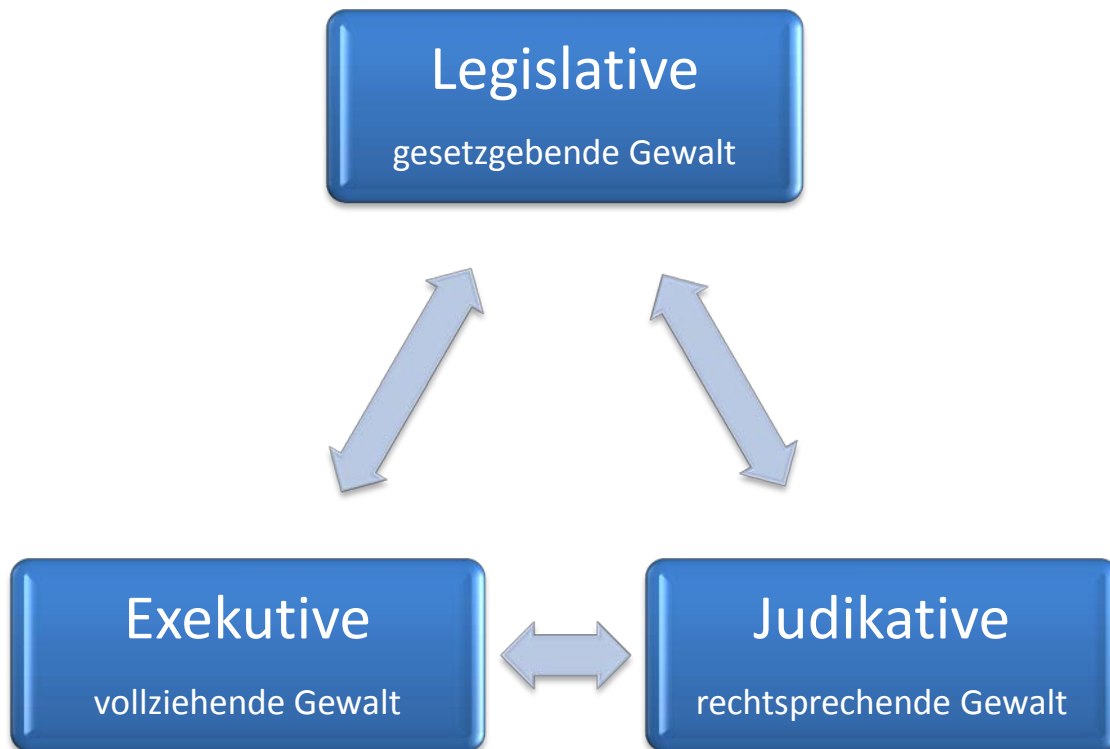 Legislative
gesetzgebende Gewalt
Exekutive
vollziehende Gewalt
Judikative
rechtsprechende Gewalt